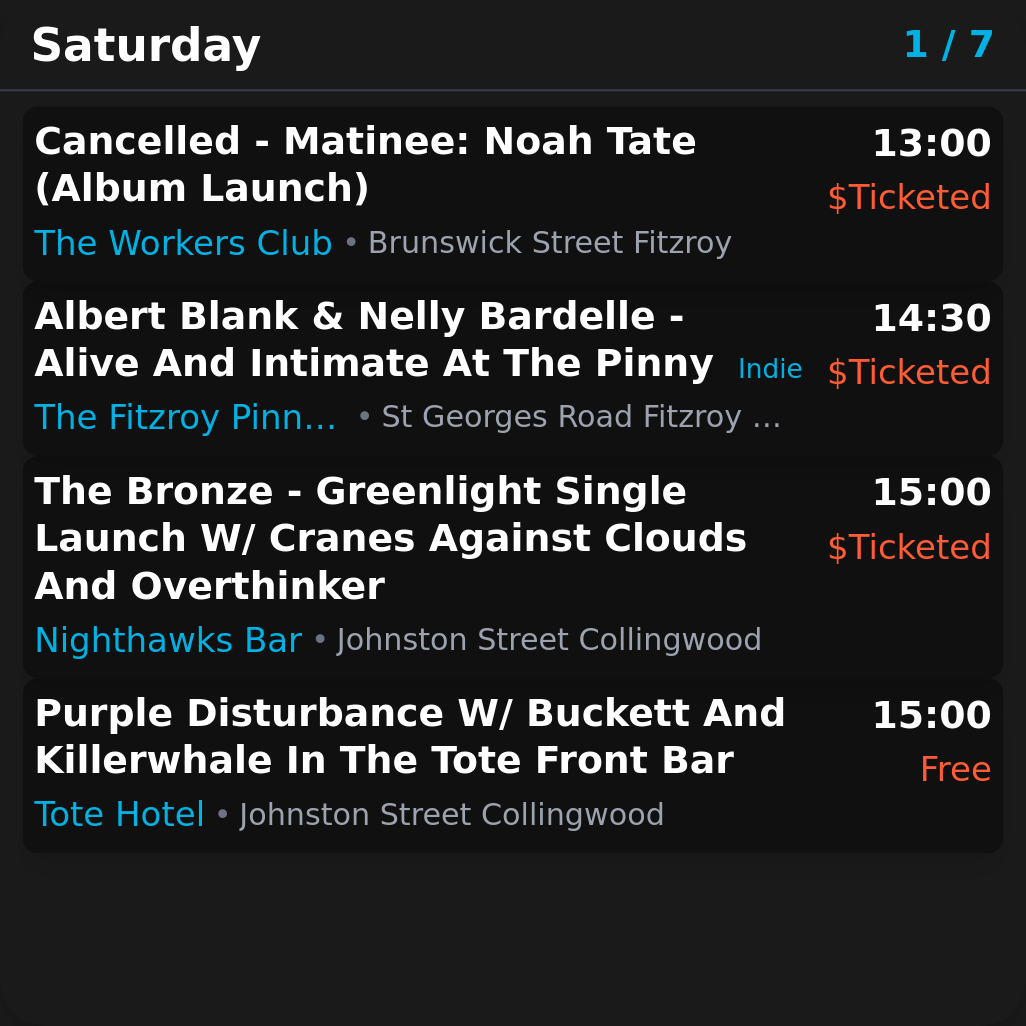 Saturday
1 / 7
Cancelled - Matinee: Noah Tate
(Album Launch)
13:00
$Ticketed
The Workers Club • Brunswick Street Fitzroy
Albert Blank & Nelly Bardelle -
Alive And Intimate At The Pinny
Indie
14:30
$Ticketed
The Fitzroy Pinn… • St Georges Road Fitzroy …
The Bronze - Greenlight Single
Launch W/ Cranes Against Clouds
And Overthinker
15:00
$Ticketed
Nighthawks Bar • Johnston Street Collingwood
Purple Disturbance W/ Buckett And
Killerwhale In The Tote Front Bar
15:00
Free
Tote Hotel • Johnston Street Collingwood